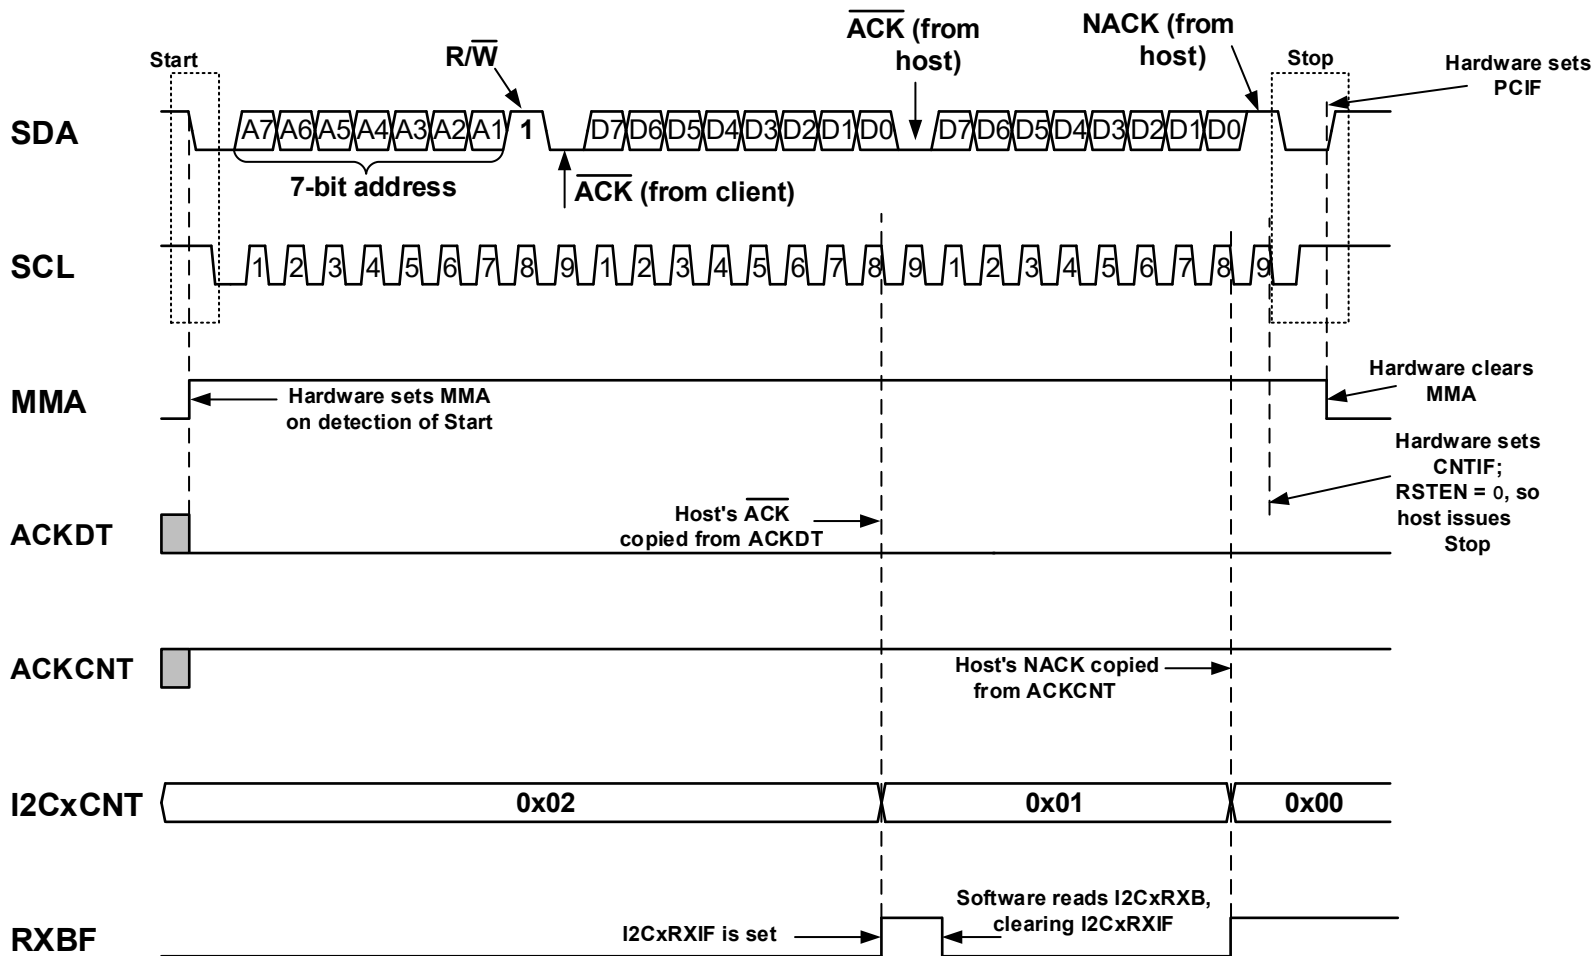 Start
R/W
ACK (from
host)
NACK (from
host)
Stop
Hardware sets
PCIF
SDA
A7 A6 A5 A4 A3 A2 A1 1 D7 D6 D5 D4 D3 D2 D1 D0 D7 D6 D5 D4 D3 D2 D1 D0
7-bit address
ACK (from client)
SCL
1 2 3 4 5 6 7 8 9 1 2 3 4 5 6 7 8 9 1 2 3 4 5 6 7 8 9
MMA
Hardware sets MMA
on detection of Start
Hardware clears
MMA
Hardware sets
CNTIF;
RSTEN = 0, so
host issues
Stop
ACKDT
Host's ACK
copied from ACKDT
ACKCNT
Host's NACK copied
from ACKCNT
I2CxCNT
0x02 0x01 0x00
RXBF
I2CxRXIF is set
Software reads I2CxRXB,
clearing I2CxRXIF